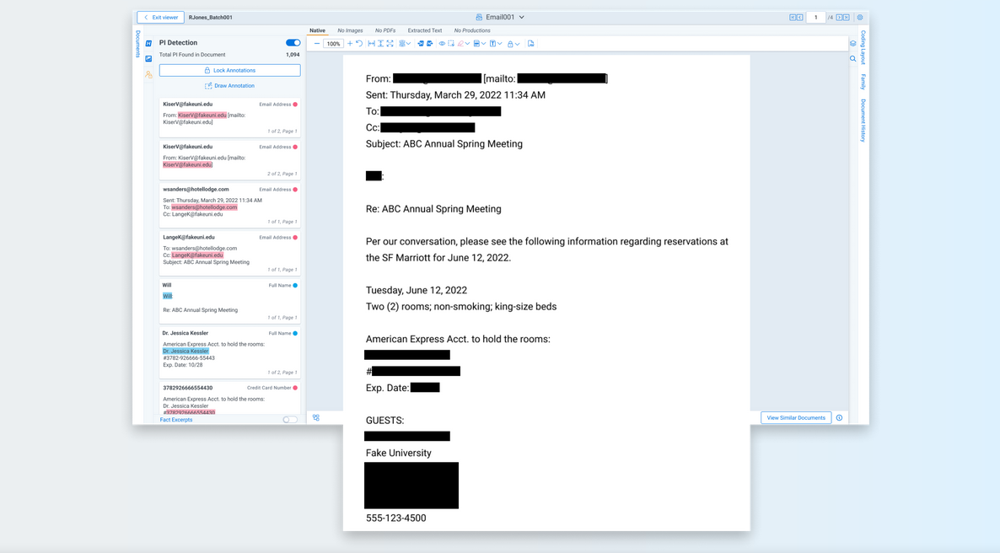 Exit viewer
RJones_Batch001
Email001
1
/4
Documents
PI Detection
Total PI Found in Document
1,094
Lock Annotations
Draw Annotation
KiserV@fakeuni.edu
Email Address
From: KiserV@fakeuni.edu [mailto:
KiserV@fakeuni.edu]
1 of 2, Page 1
KiserV@fakeuni.edu
Email Address
From: KiserV@fakeuni.edu [mailto:
KiserV@fakeuni.edu]
2 of 2, Page 1
wsanders@hotellodge.com
Email Address
Sent: Thursday, March 29, 2022 11:34 AM
To: wsanders@hotellodge.com
Cc: LangeK@fakeuni.edu
1 of 1, Page 1
LangeK@fakeuni.edu
Email Address
To: wsanders@hotellodge.com
Cc: LangeK@fakeuni.edu
Subject: ABC Annual Spring Meeting
1 of 1, Page 1
Will
Full Name
Will:
Re: ABC Annual Spring Meeting
1 of 1, Page 1
Dr. Jessica Kessler
Full Name
American Express Acct. to hold the rooms:
Dr. Jessica Kessler
#3782-926666-55443
Exp. Date: 10/28
1 of 2, Page 1
3782926666554430
Credit Card Number
American Express Acct. to hold the rooms:
Dr. Jessica Kessler
#3782926666554430
Fact Excerpts
Native
No Images
No PDFs
Extracted Text
No Productions
100%
From: [mailto: ]
Sent: Thursday, March 29, 2022 11:34 AM
To:
Cc:
Subject: ABC Annual Spring Meeting
:
Re: ABC Annual Spring Meeting
Per our conversation, please see the following information regarding reservations at
the SF Marriott for June 12, 2022.
Tuesday, June 12, 2022
Two (2) rooms; non-smoking; king-size beds
American Express Acct. to hold the rooms:
#
Exp. Date:
GUESTS:
Fake University
555-123-4500
View Similar Documents
Coding Layout
Family
Document History